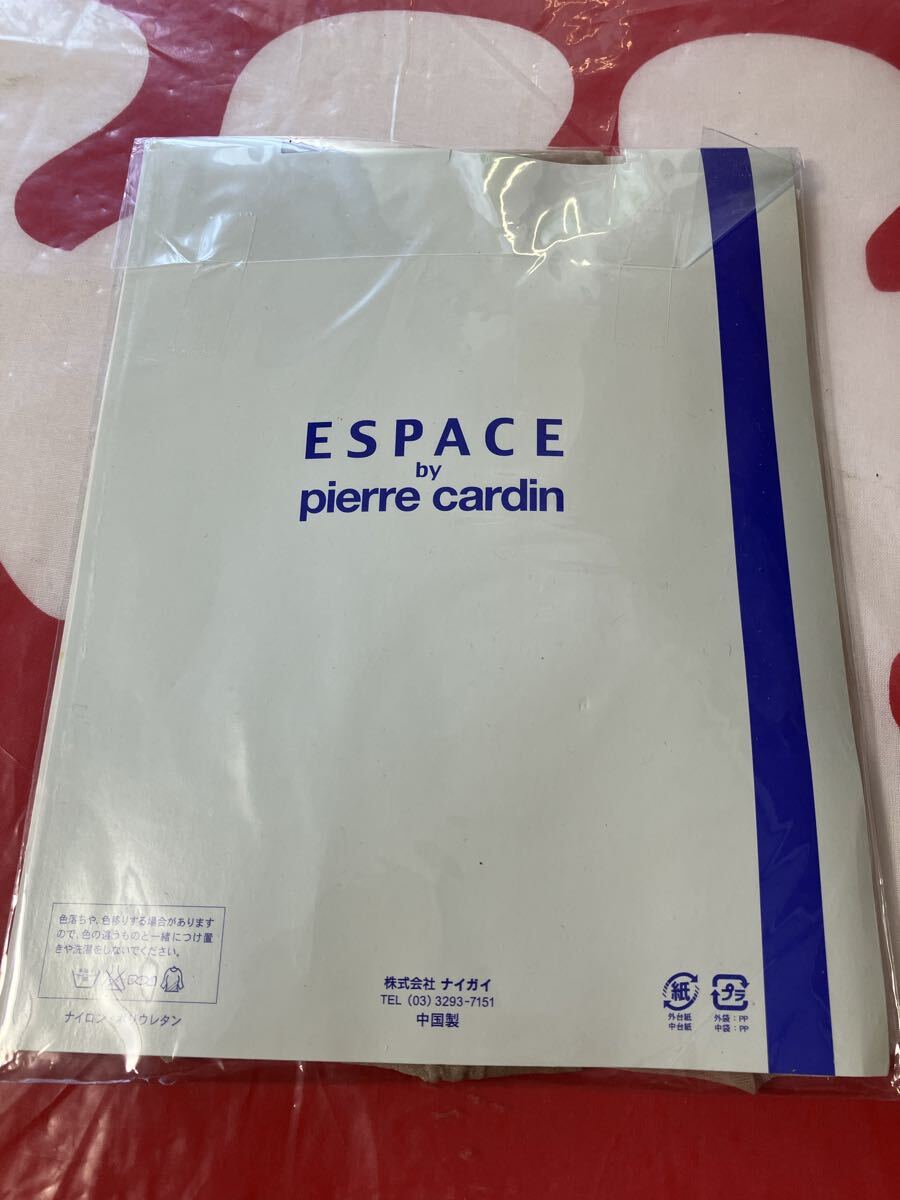 ESPACE
by
pierre cardin
色落ちや、色移りする場合があります
ので、色の違うものと一緒につけ置
きや洗濯をしないでください。
ナイロン ポリウレタン
株式会社 ナイガイ
TEL (03) 3293-7151
中国製
紙
外台紙
中台紙
プラ
外袋：PP
中袋：PP